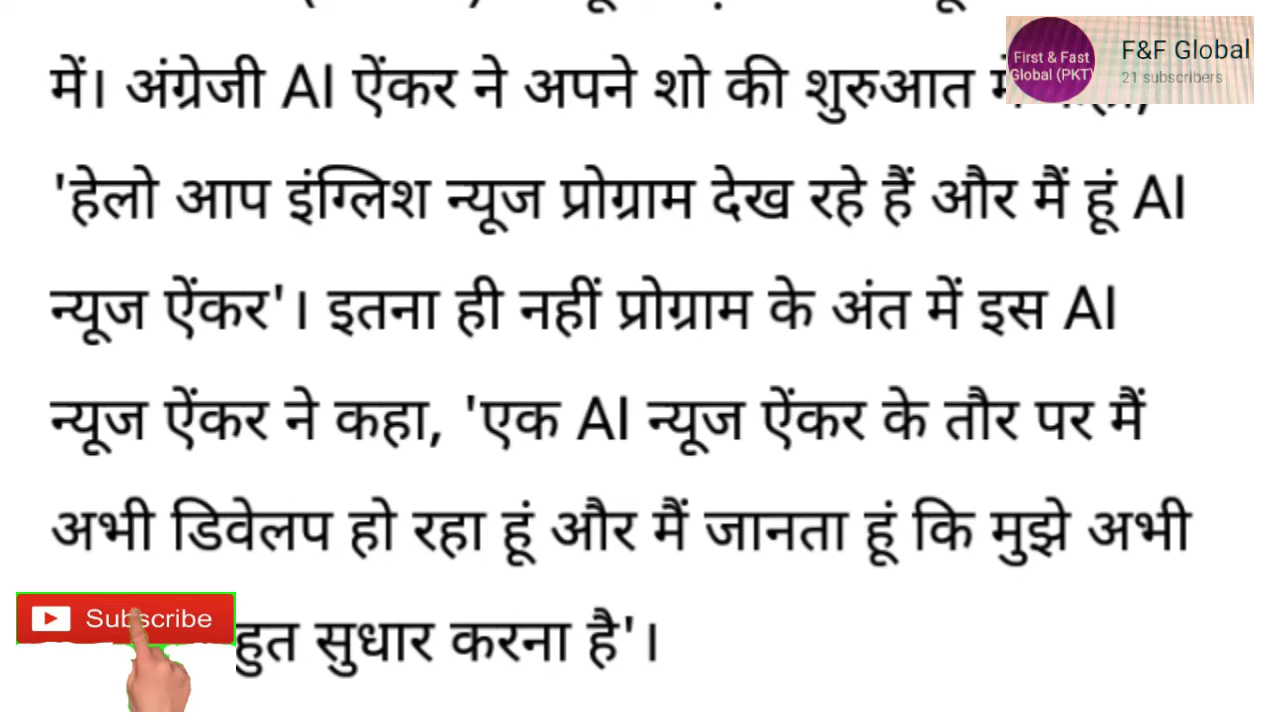 में। अंग्रेजी AI ऐंकर ने अपने शो की शुरुआत
First & Fast
Global (PKT)
F&F Global
21 subscribers
'हेलो आप इंग्लिश न्यूज प्रोग्राम देख रहे हैं और मैं हूं AI
न्यूज ऐंकर'। इतना ही नहीं प्रोग्राम के अंत में इस AI
न्यूज ऐंकर ने कहा, 'एक AI न्यूज ऐंकर के तौर पर मैं
अभी डिवेलप हो रहा हूं और मैं जानता हूं कि मुझे अभी
Subscribe
सुधार करना है'।